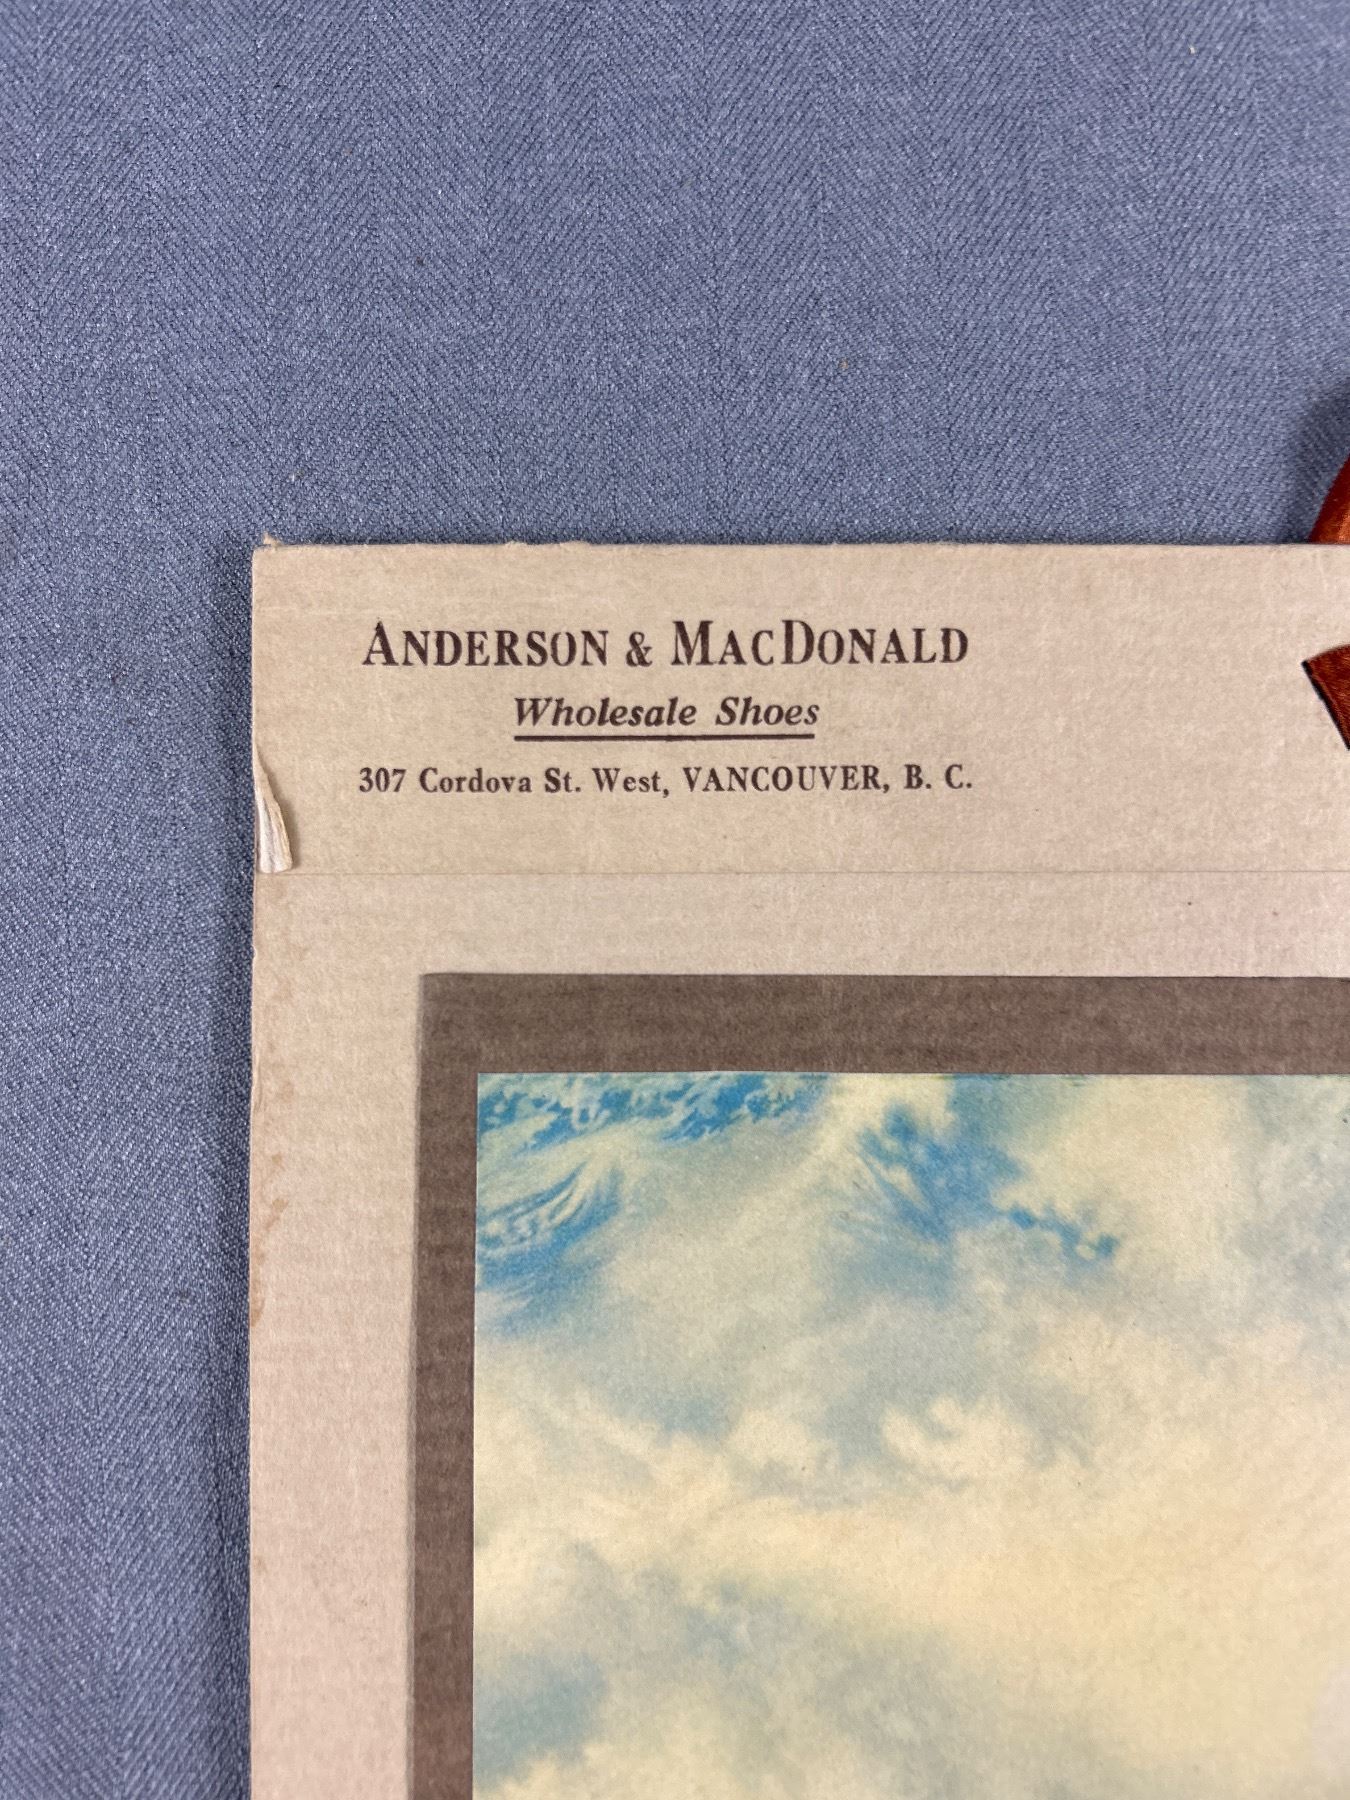 ANDERSON & MACDONALD
Wholesale Shoes
307 Cordova St. West, VANCOUVER, B. C.